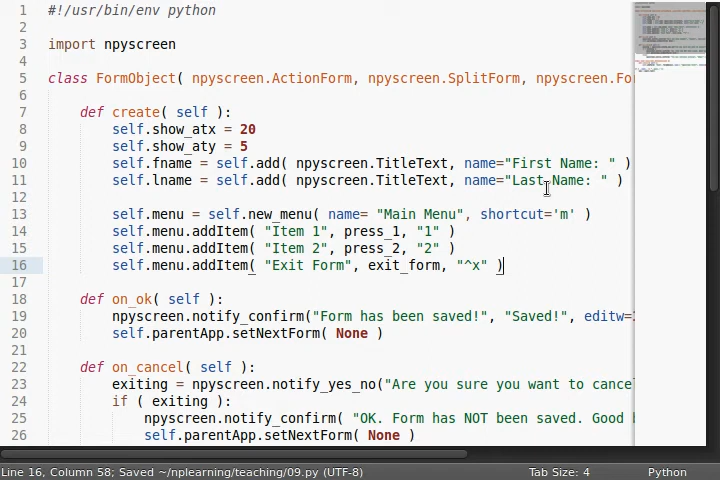 1 #!/usr/bin/env python
2
3 import npyscreen
4
5 class FormObject( npyscreen.ActionForm, npyscreen.SplitForm, npyscreen.For
6
7 def create( self ):
8 self.show_atx = 20
9 self.show_aty = 5
10 self.fname = self.add( npyscreen.TitleText, name="First Name: " )
11 self.lname = self.add( npyscreen.TitleText, name="Last Name: " )
12
13 self.menu = self.new_menu( name= "Main Menu", shortcut='m' )
14 self.menu.addItem( "Item 1", press_1, "1" )
15 self.menu.addItem( "Item 2", press_2, "2" )
16 self.menu.addItem( "Exit Form", exit_form, "^x" )
17
18 def on_ok( self ):
19 npyscreen.notify_confirm("Form has been saved!", "Saved!", editw=
20 self.parentApp.setNextForm( None )
21
22 def on_cancel( self ):
23 exiting = npyscreen.notify_yes_no("Are you sure you want to cance
24 if ( exiting ):
25 npyscreen.notify_confirm( "OK. Form has NOT been saved. Good
26 self.parentApp.setNextForm( None )
Line 16, Column 58; Saved ~/nplearning/teaching/09.py (UTF-8) Tab Size: 4 Python